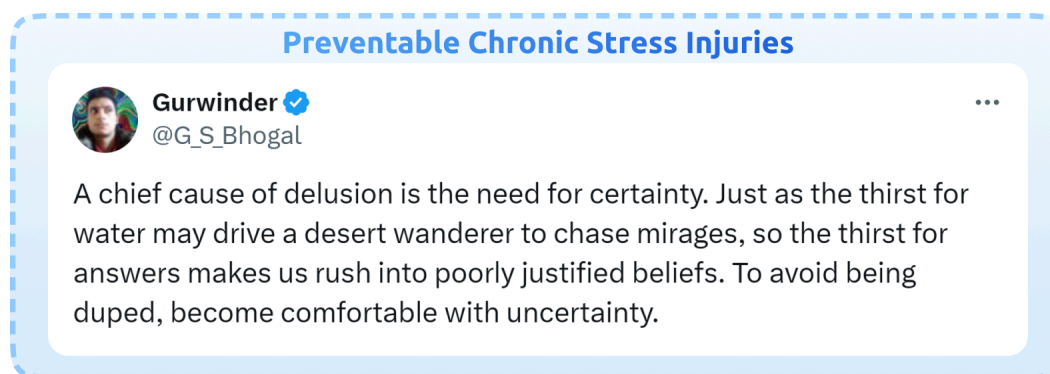 Preventable Chronic Stress Injuries
Gurwinder
@G_S_Bhogal
A chief cause of delusion is the need for certainty. Just as the thirst for
water may drive a desert wanderer to chase mirages, so the thirst for
answers makes us rush into poorly justified beliefs. To avoid being
duped, become comfortable with uncertainty.